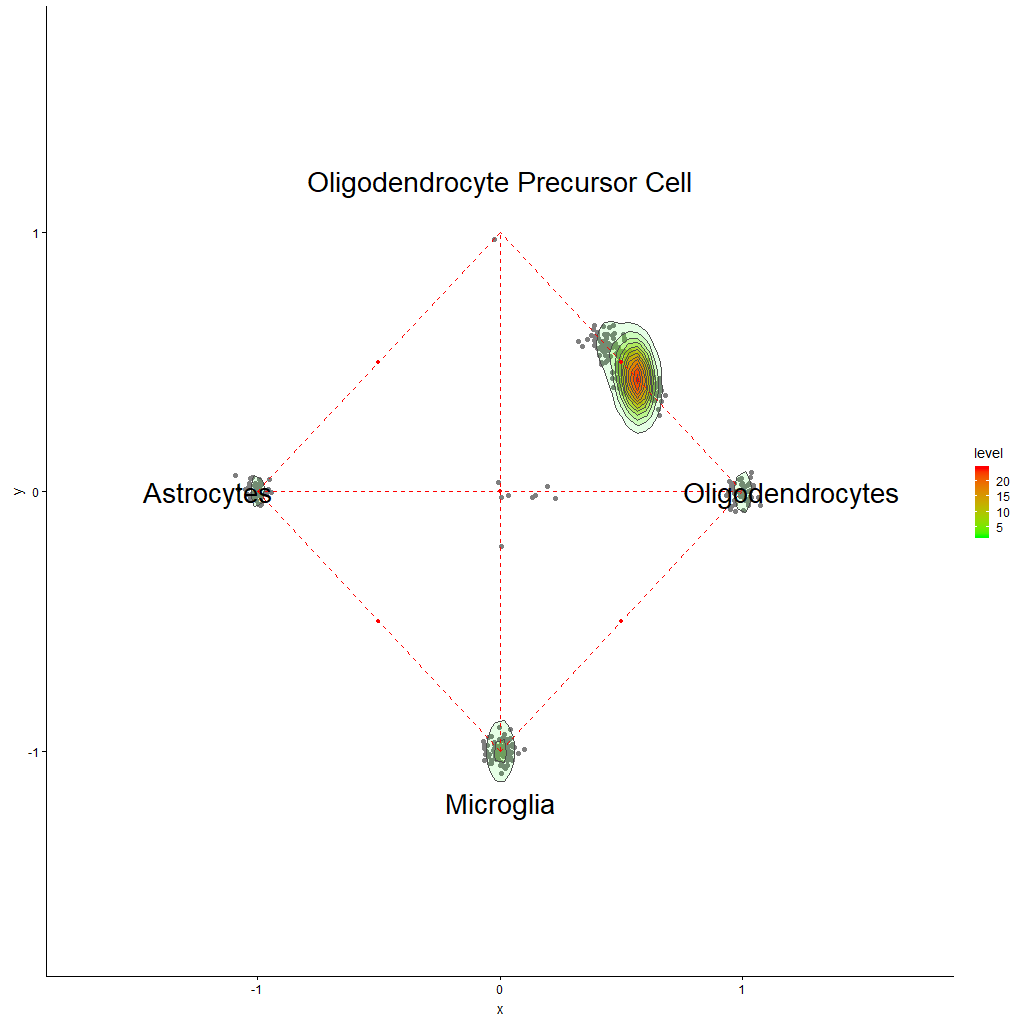 Oligodendrocyte Precursor Cell
1
level
20
15
10
5
Astrocytes
Oligodendrocytes
y
0
-1
Microglia
-1
0
1
x